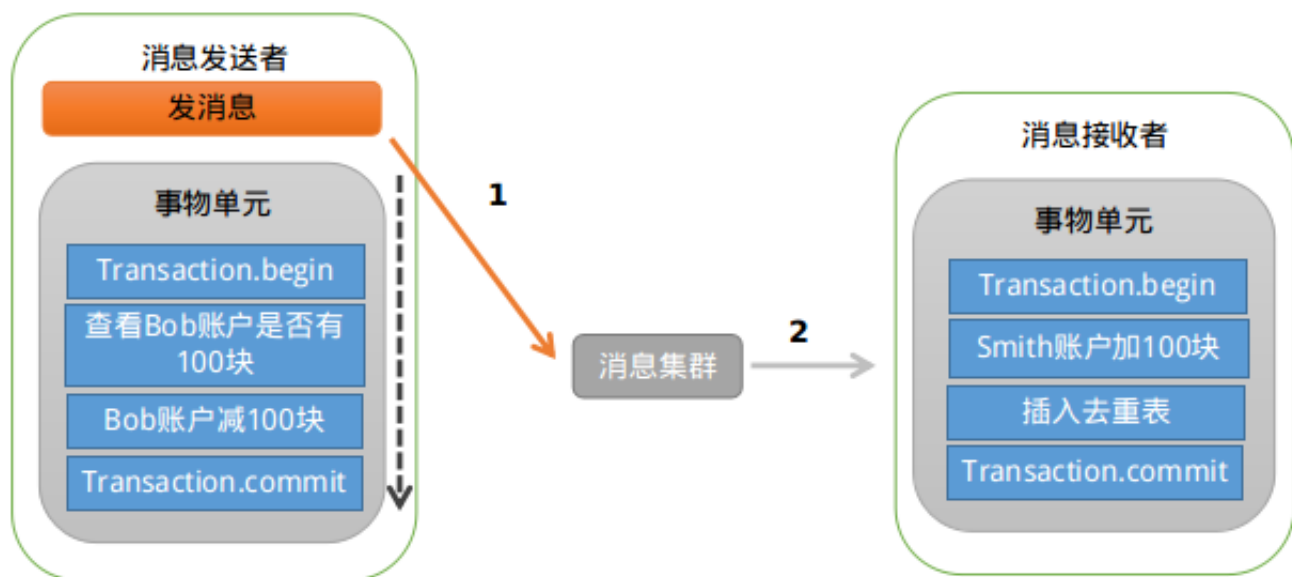 消息发送者
发消息
事物单元
Transaction.begin
查看Bob账户是否有
100块
Bob账户减100块
Transaction.commit
1
消息集群
2
消息接收者
事物单元
Transaction.begin
Smith账户加100块
插入去重表
Transaction.commit